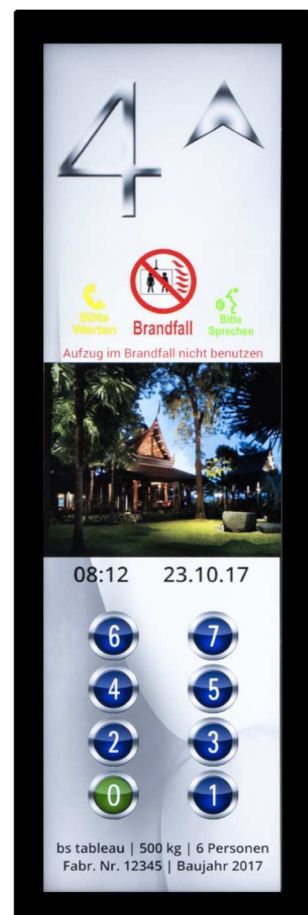 4
Bitte
Warten
Brandfall
Bitte
Sprechen
Aufzug im Brandfall nicht benutzen
08:12 23.10.17
6 7
4 5
2 3
0 1
bs tableau | 500 kg | 6 Personen
Fabr. Nr. 12345 | Baujahr 2017